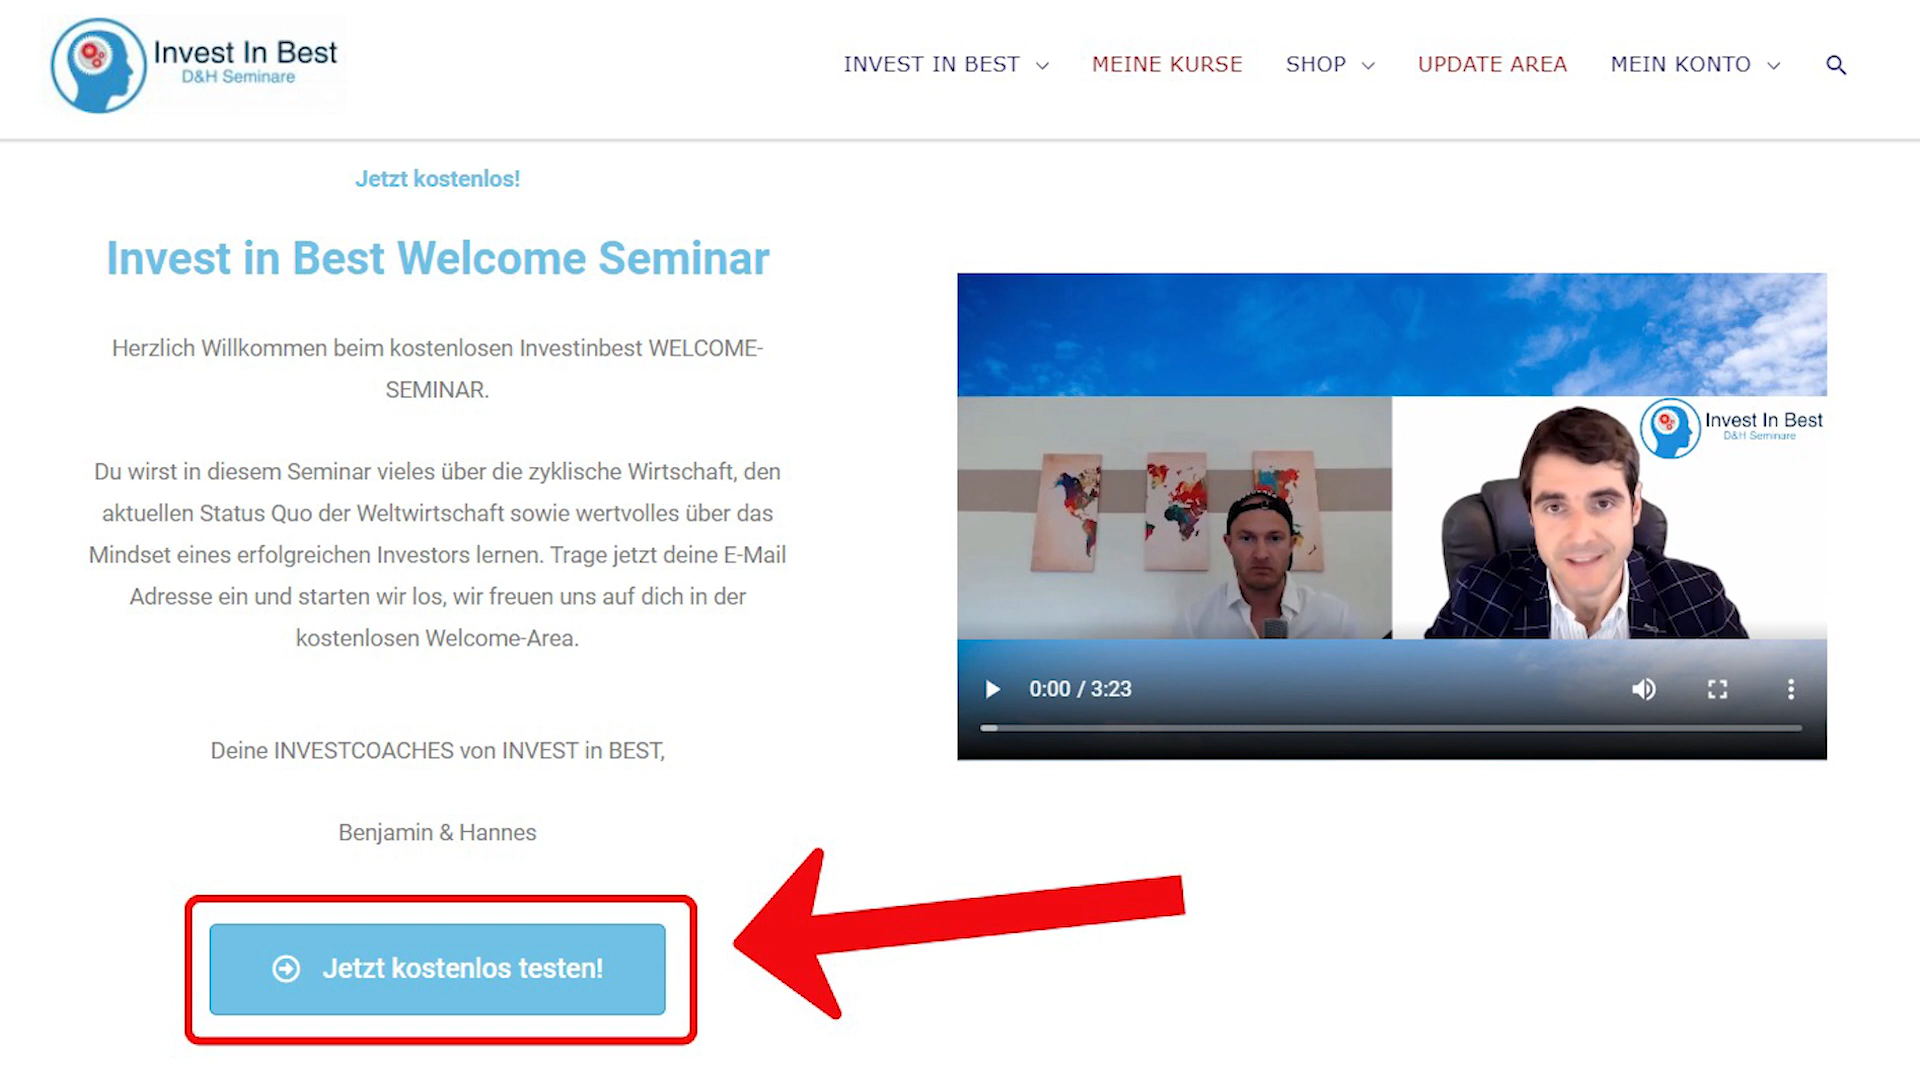 Invest In Best
D&H Seminare
INVEST IN BEST
MEINE KURSE
SHOP
UPDATE AREA
MEIN KONTO
Jetzt kostenlos!
Invest in Best Welcome Seminar
Herzlich Willkommen beim kostenlosen Investinbest WELCOME-
SEMINAR.
Du wirst in diesem Seminar vieles über die zyklische Wirtschaft, den
aktuellen Status Quo der Weltwirtschaft sowie wertvolles über das
Mindset eines erfolgreichen Investors lernen. Trage jetzt deine E-Mail
Adresse ein und starten wir los, wir freuen uns auf dich in der
kostenlosen Welcome-Area.
Deine INVESTCOACHES von INVEST in BEST,
Benjamin & Hannes
Jetzt kostenlos testen!
Invest In Best
D&H Seminare
0:00 / 3:23